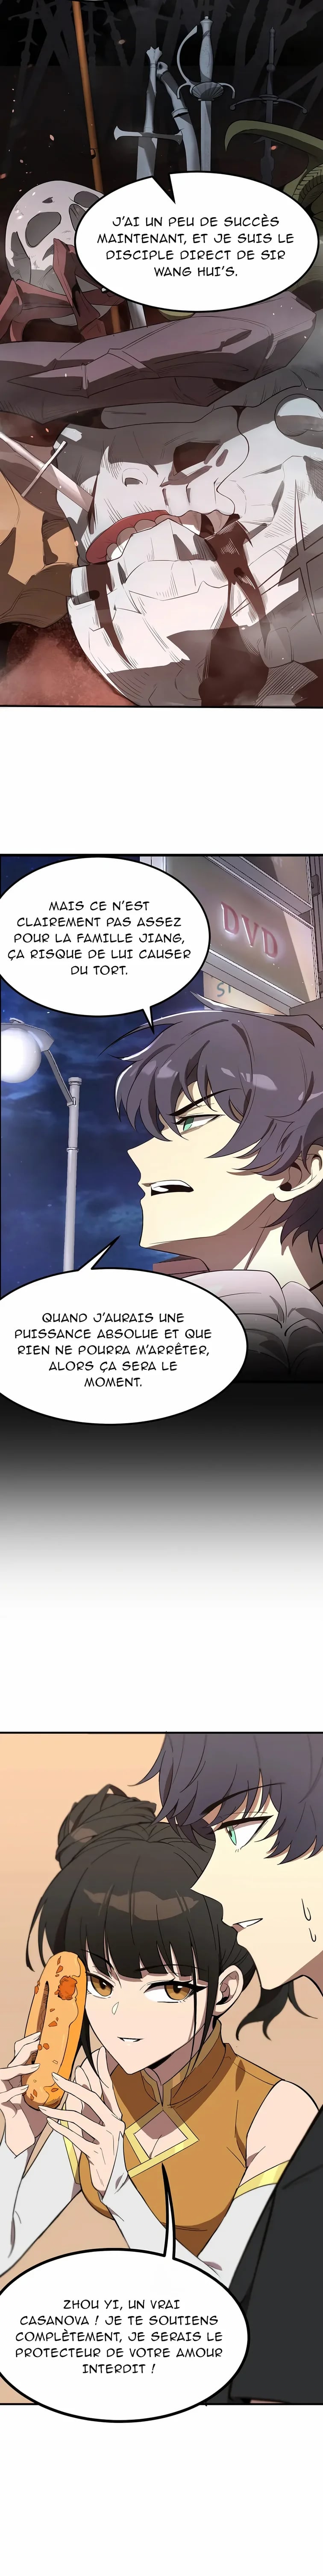 J'AI UN PEU DE SUCCÈS
MAINTENANT, ET JE SUIS LE
DISCIPLE DIRECT DE SIR
WANG HUI'S.
MAIS CE N'EST
CLAIREMENT PAS ASSEZ
POUR LA FAMILLE JIANG,
ÇA RISQUE DE LUI CAUSER
DU TORT.
DVD
QUAND J'AURAIS UNE
PUISSANCE ABSOLUE ET QUE
RIEN NE POURRA M'ARRÊTER,
ALORS ÇA SERA LE
MOMENT.
ZHOU YI, UN VRAI
CASANOVA ! JE TE SOUTIENS
COMPLÈTEMENT, JE SERAIS LE
PROTECTEUR DE VOTRE AMOUR
INTERDIT !